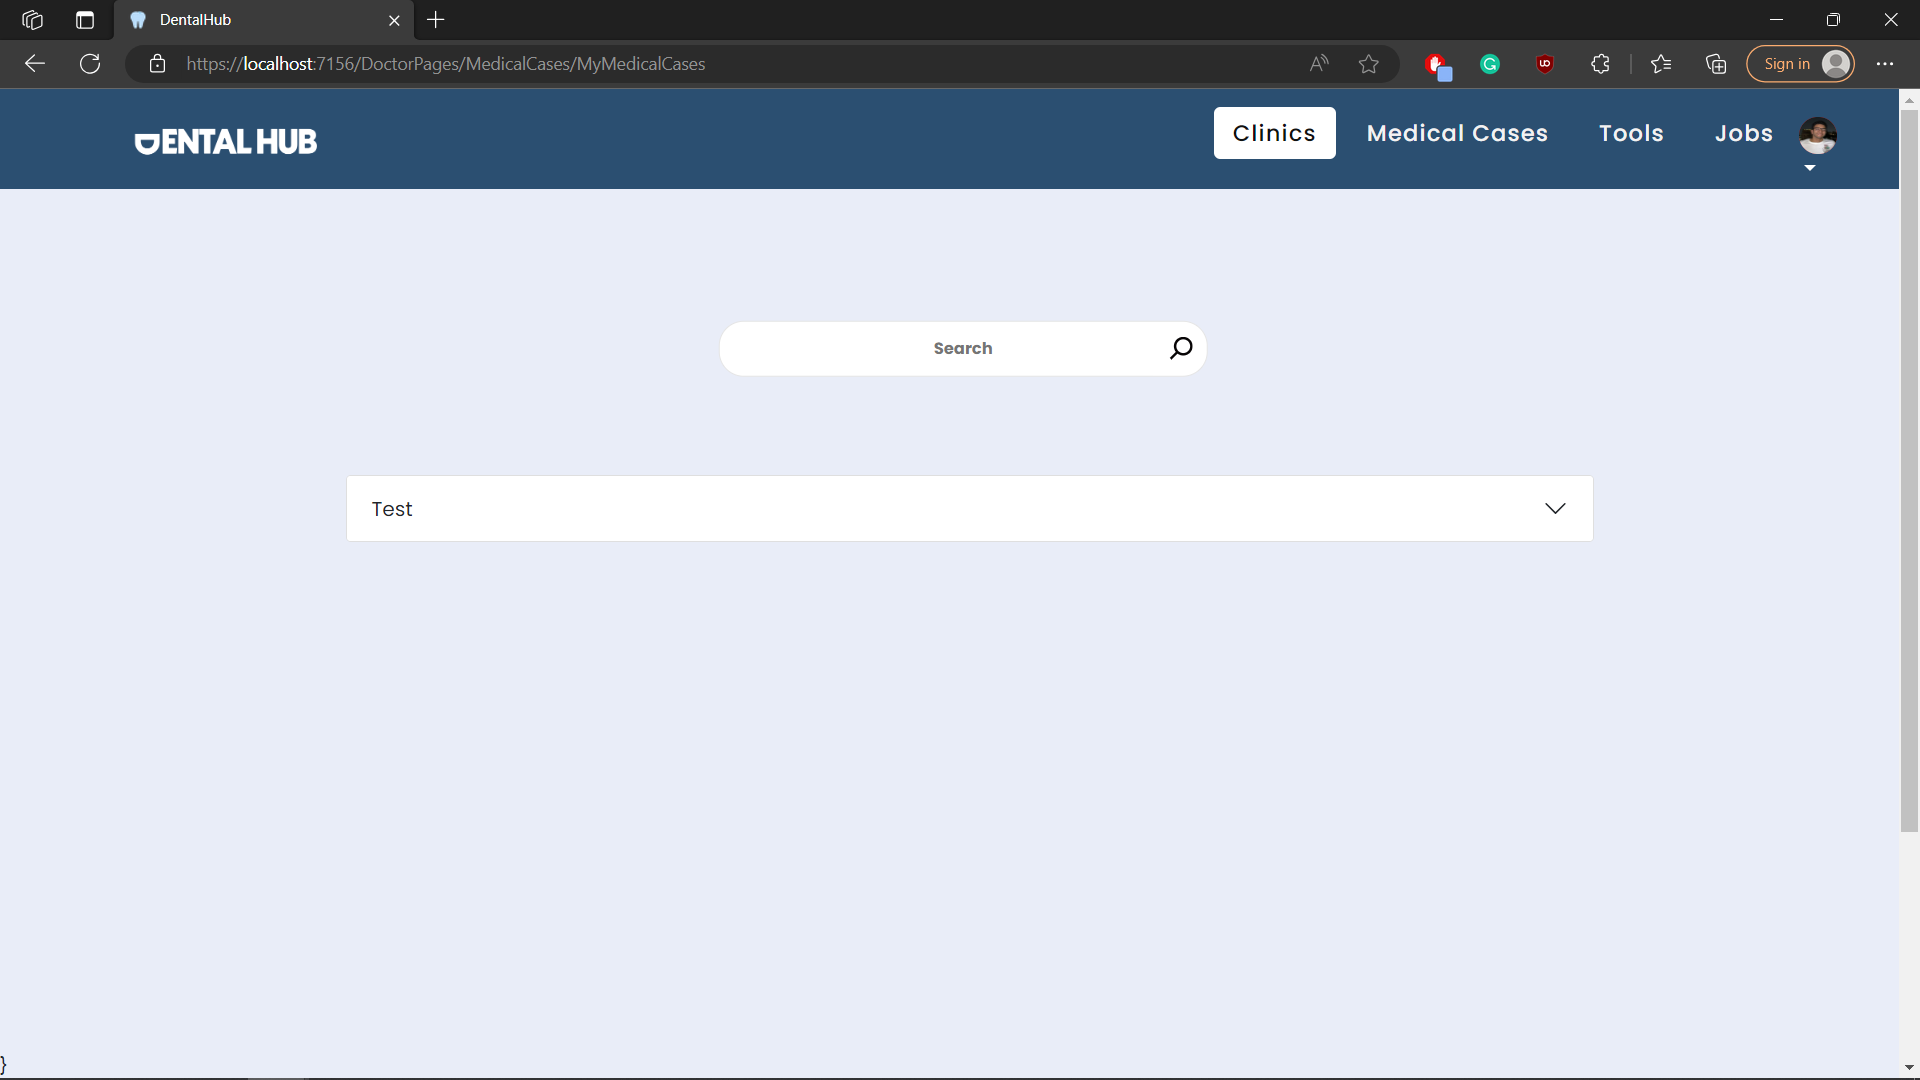 DentalHub
https://localhost:7156/DoctorPages/MedicalCases/MyMedicalCases
Sign in
DENTAL HUB
Clinics
Medical Cases
Tools
Jobs
Search
Test
}